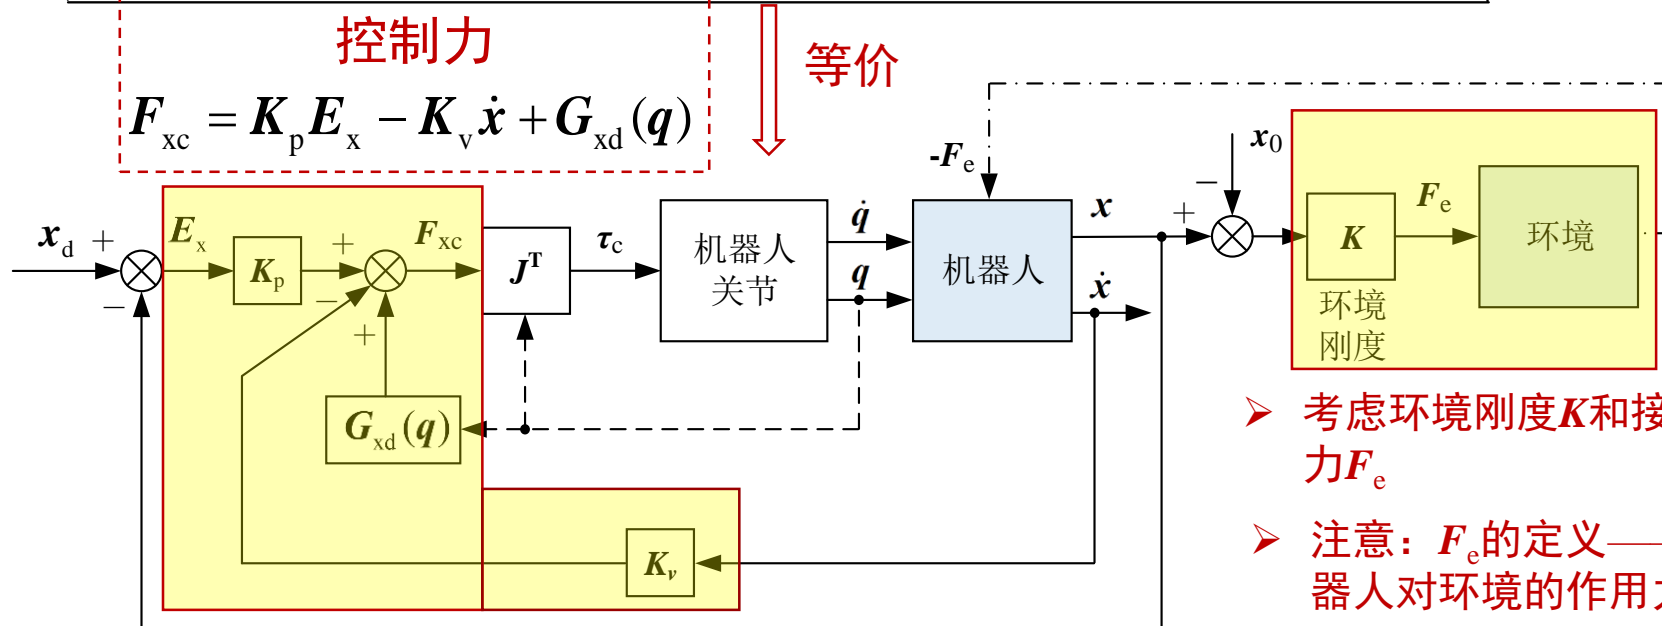 控制力
等价
F_xc = K_p E_x − K_v ẋ + G_xd(q)
-F_e
x_0
−
x_d
+
E_x
K_p
+
−
F_xc
J^T
τ_c
机器人
关节
q̇
q
机器人
x
ẋ
+
K
F_e
环境
环境
刚度
−
+
G_xd(q)
K_v
➢ 考虑环境刚度K和接
力F_e
➢ 注意：F_e的定义——
器人对环境的作用